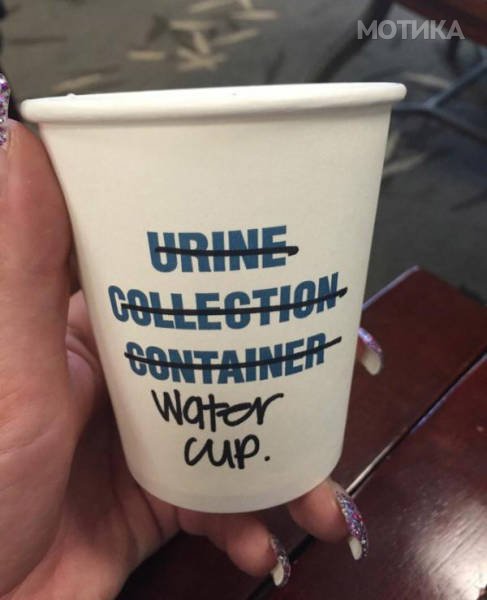 МОТИКА
URINE
COLLECTION
CONTAINER
Water
cup.